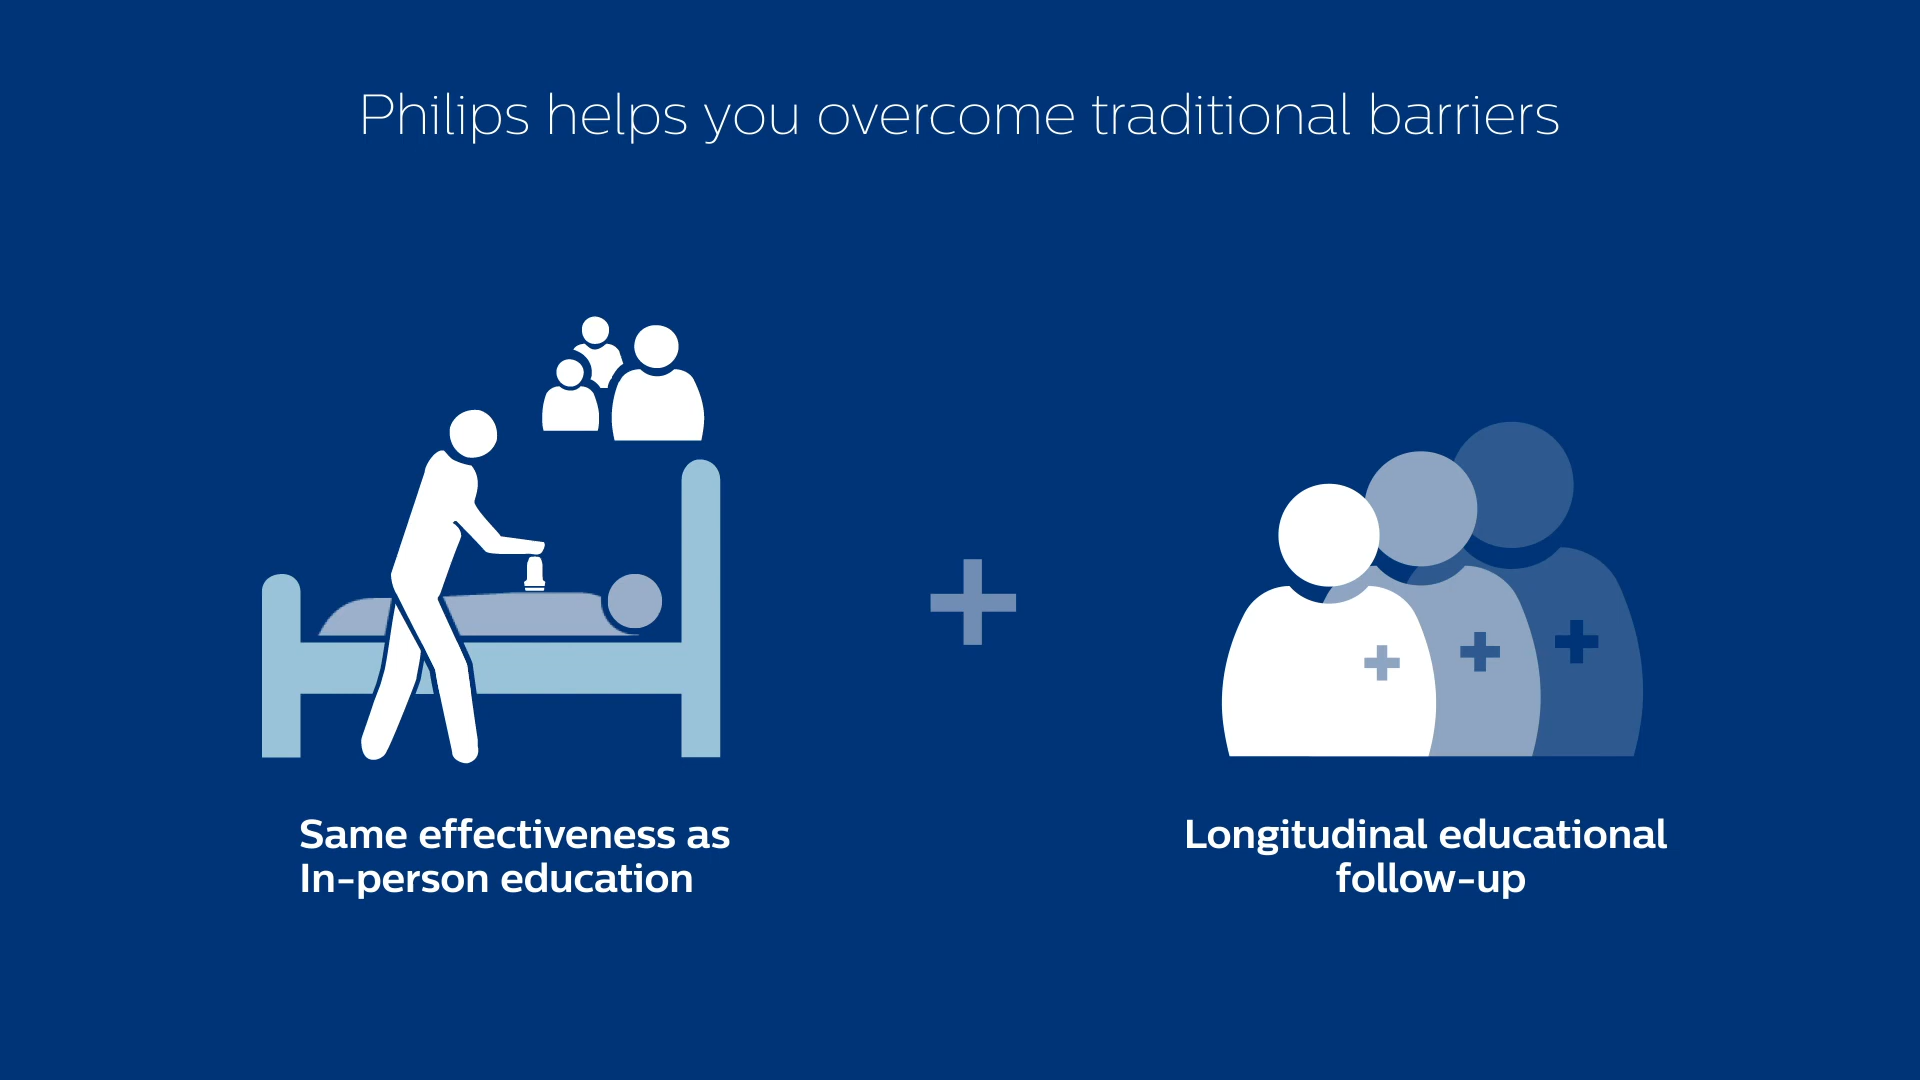 Philips helps you overcome traditional barriers
Same effectiveness as
In-person education
Longitudinal educational
follow-up